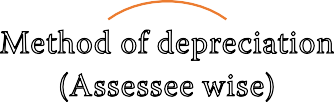 Method of depreciation
(Assessee wise)